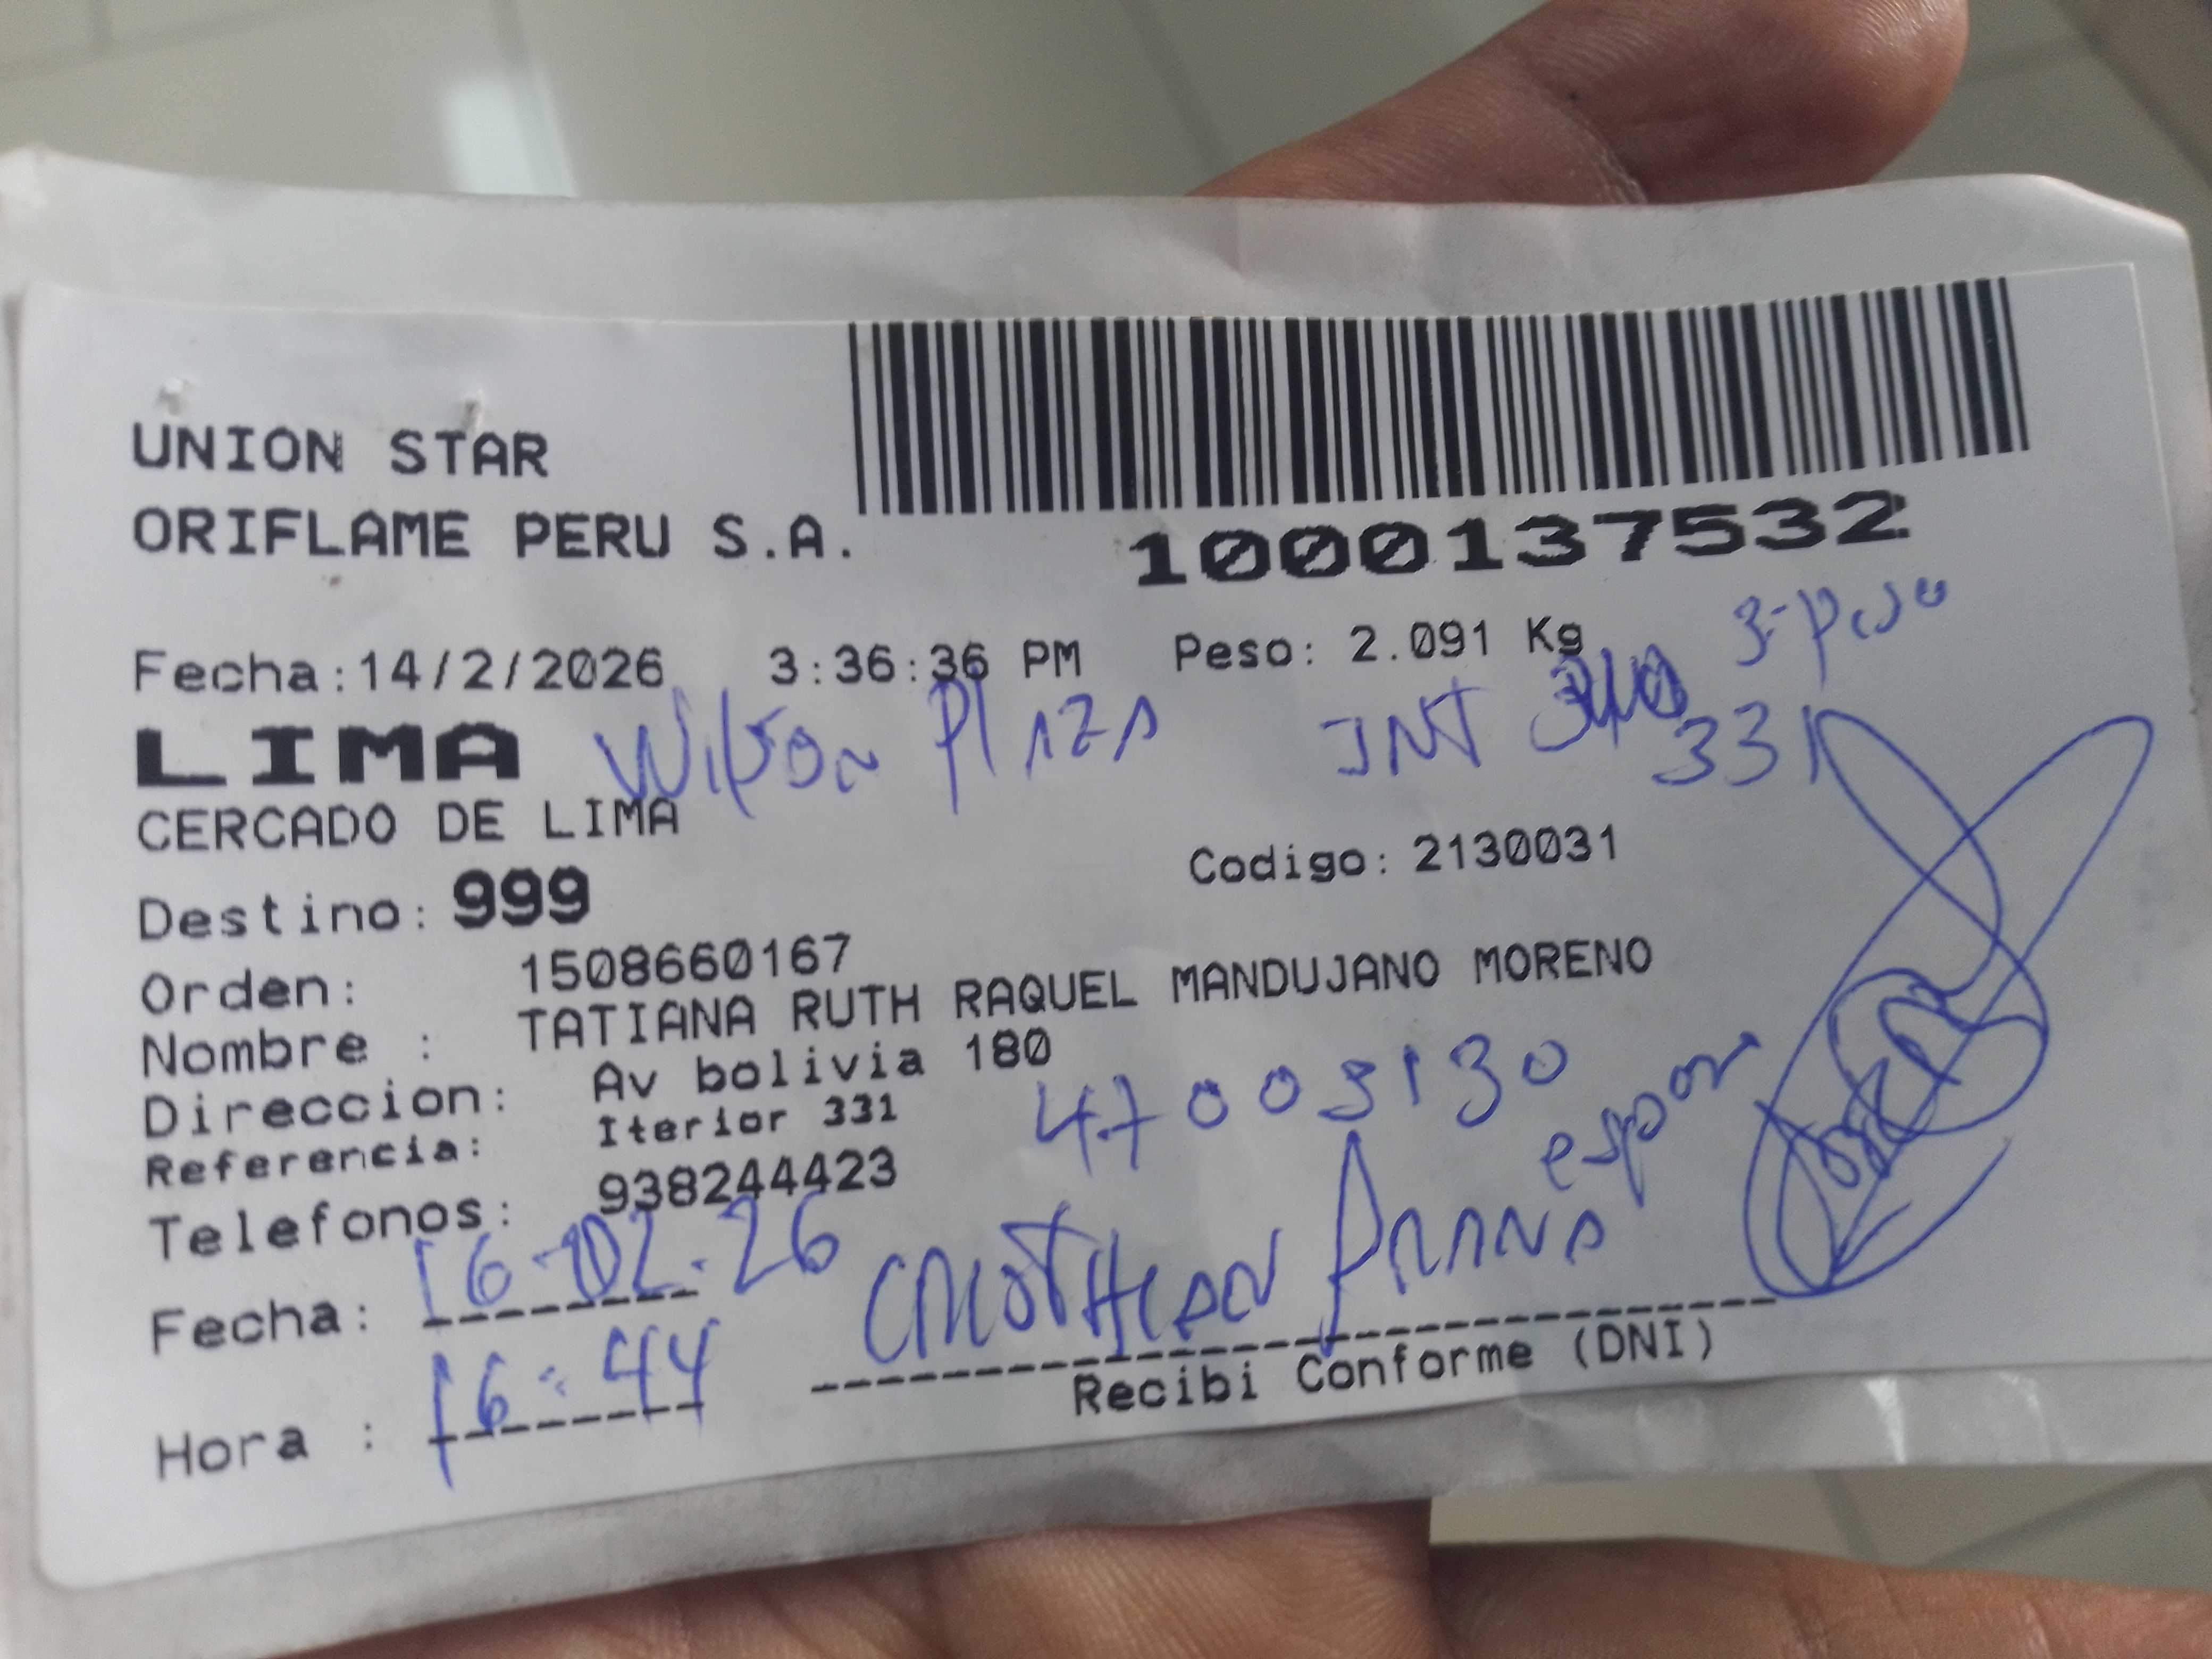 UNION STAR
ORIFLAME PERU S.A.
1000137532
Fecha:14/2/2026 3:36:36 PM Peso: 2.091 Kg
3-piso
LIMA Wilson Plaza INT
331
CERCADO DE LIMA
Codigo: 2130031
Destino: 999
Orden: 1508660167
Nombre : TATIANA RUTH RAQUEL MANDUJANO MORENO
Direccion: Av bolivia 180
Referencia: Iterior 331
47003130
Telefonos: 938244423
Fecha: 16-02-26
ARANA
Hora : 16:44
Recibi Conforme (DNI)